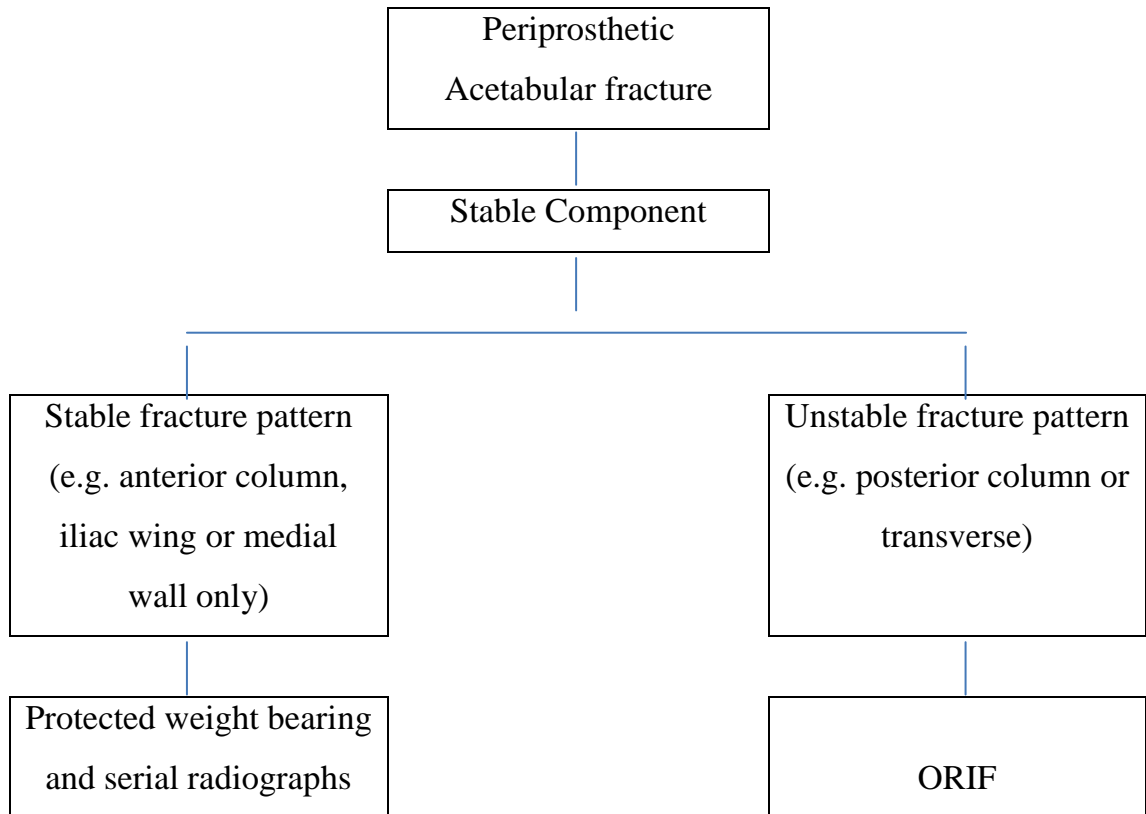 Periprosthetic
Acetabular fracture
Stable Component
Stable fracture pattern
(e.g. anterior column,
iliac wing or medial
wall only)
Unstable fracture pattern
(e.g. posterior column or
transverse)
Protected weight bearing
and serial radiographs
ORIF